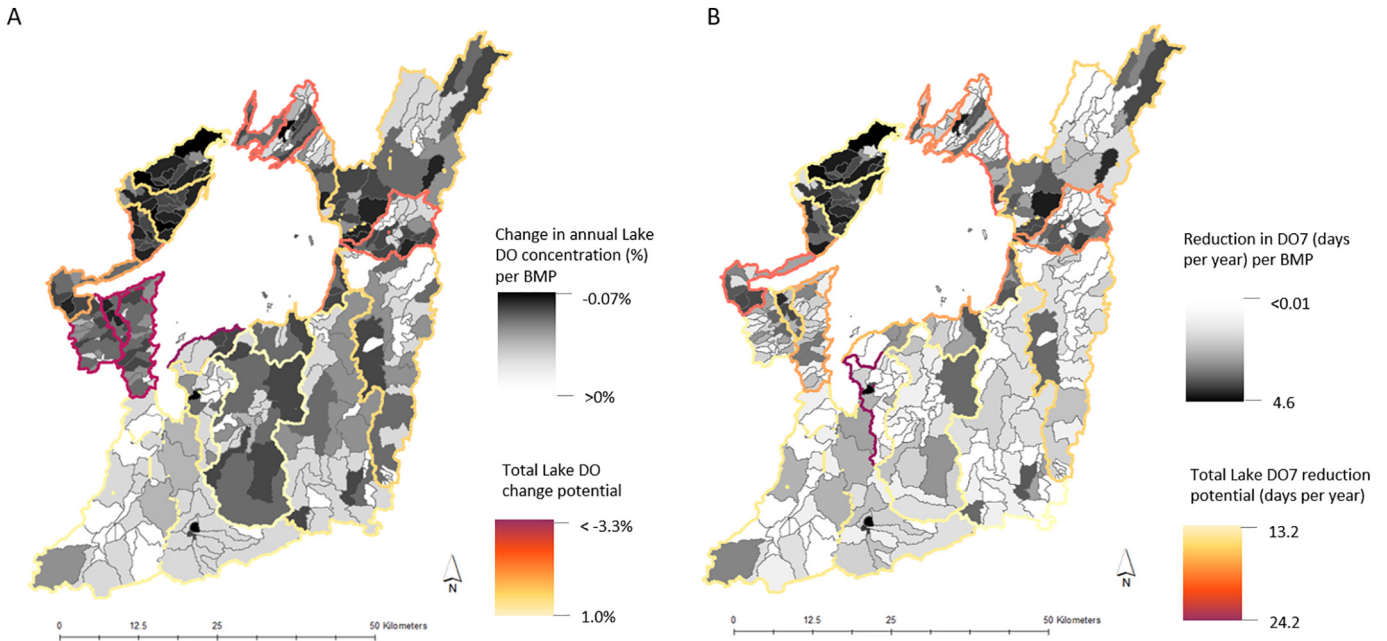 A
Change in annual Lake
DO concentration (%)
per BMP
-0.07%
>0%
Total Lake DO
change potential
< -3.3%
1.0%
N
0 12.5 25 50 Kilometers
B
Reduction in DO7 (days
per year) per BMP
<0.01
4.6
Total Lake DO7 reduction
potential (days per year)
13.2
24.2
N
0 12.5 25 50 Kilometers